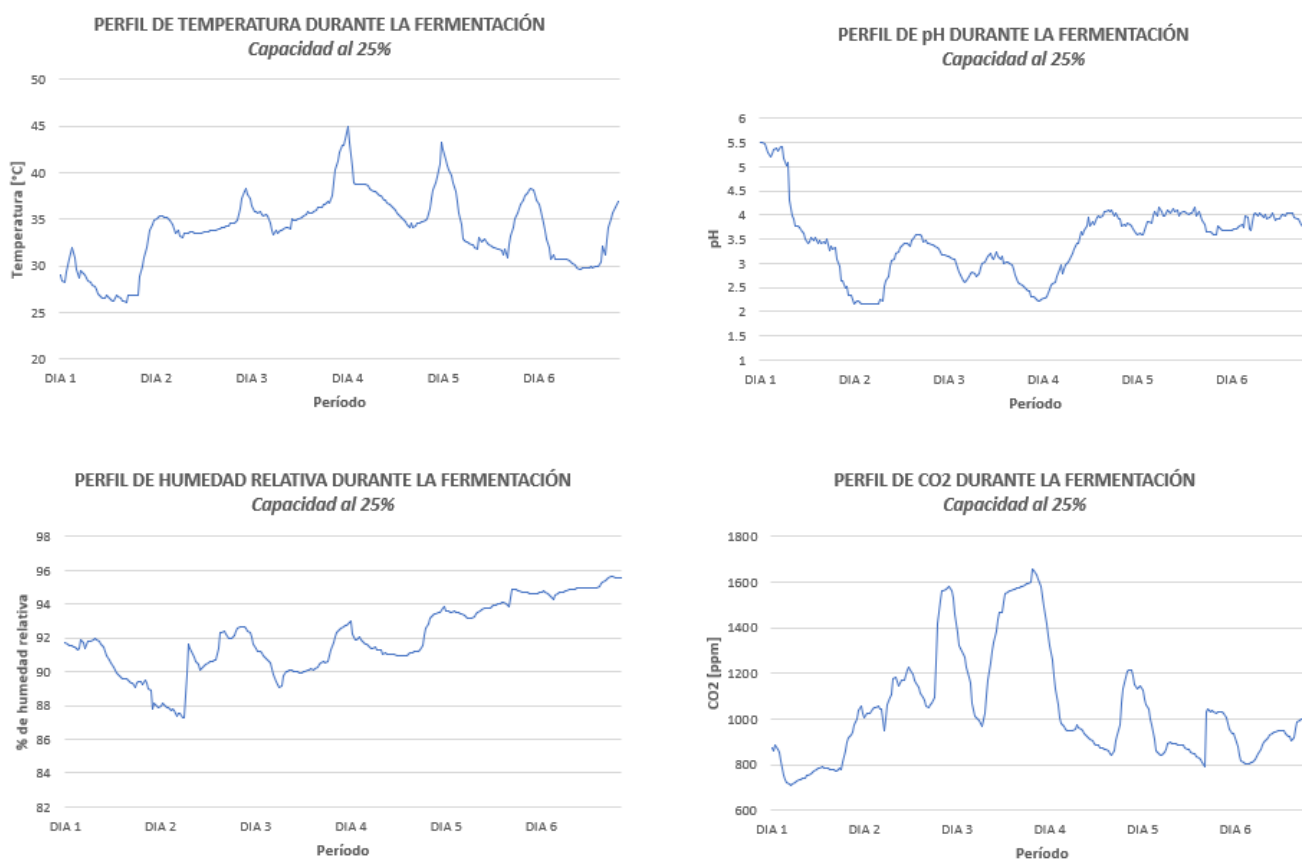 PERFIL DE TEMPERATURA DURANTE LA FERMENTACIÓN
Capacidad al 25%
50
45
40
35
30
25
20
Temperatura [°C]
DIA 1 DIA 2 DIA 3 DIA 4 DIA 5 DIA 6
Período
PERFIL DE pH DURANTE LA FERMENTACIÓN
Capacidad al 25%
6
5.5
5
4.5
4
3.5
3
2.5
2
1.5
1
pH
DIA 1 DIA 2 DIA 3 DIA 4 DIA 5 DIA 6
Período
PERFIL DE HUMEDAD RELATIVA DURANTE LA FERMENTACIÓN
Capacidad al 25%
98
96
94
92
90
88
86
84
82
% de humedad relativa
DIA 1 DIA 2 DIA 3 DIA 4 DIA 5 DIA 6
Período
PERFIL DE CO2 DURANTE LA FERMENTACIÓN
Capacidad al 25%
1800
1600
1400
1200
1000
800
600
CO2 [ppm]
DIA 1 DIA 2 DIA 3 DIA 4 DIA 5 DIA 6
Período